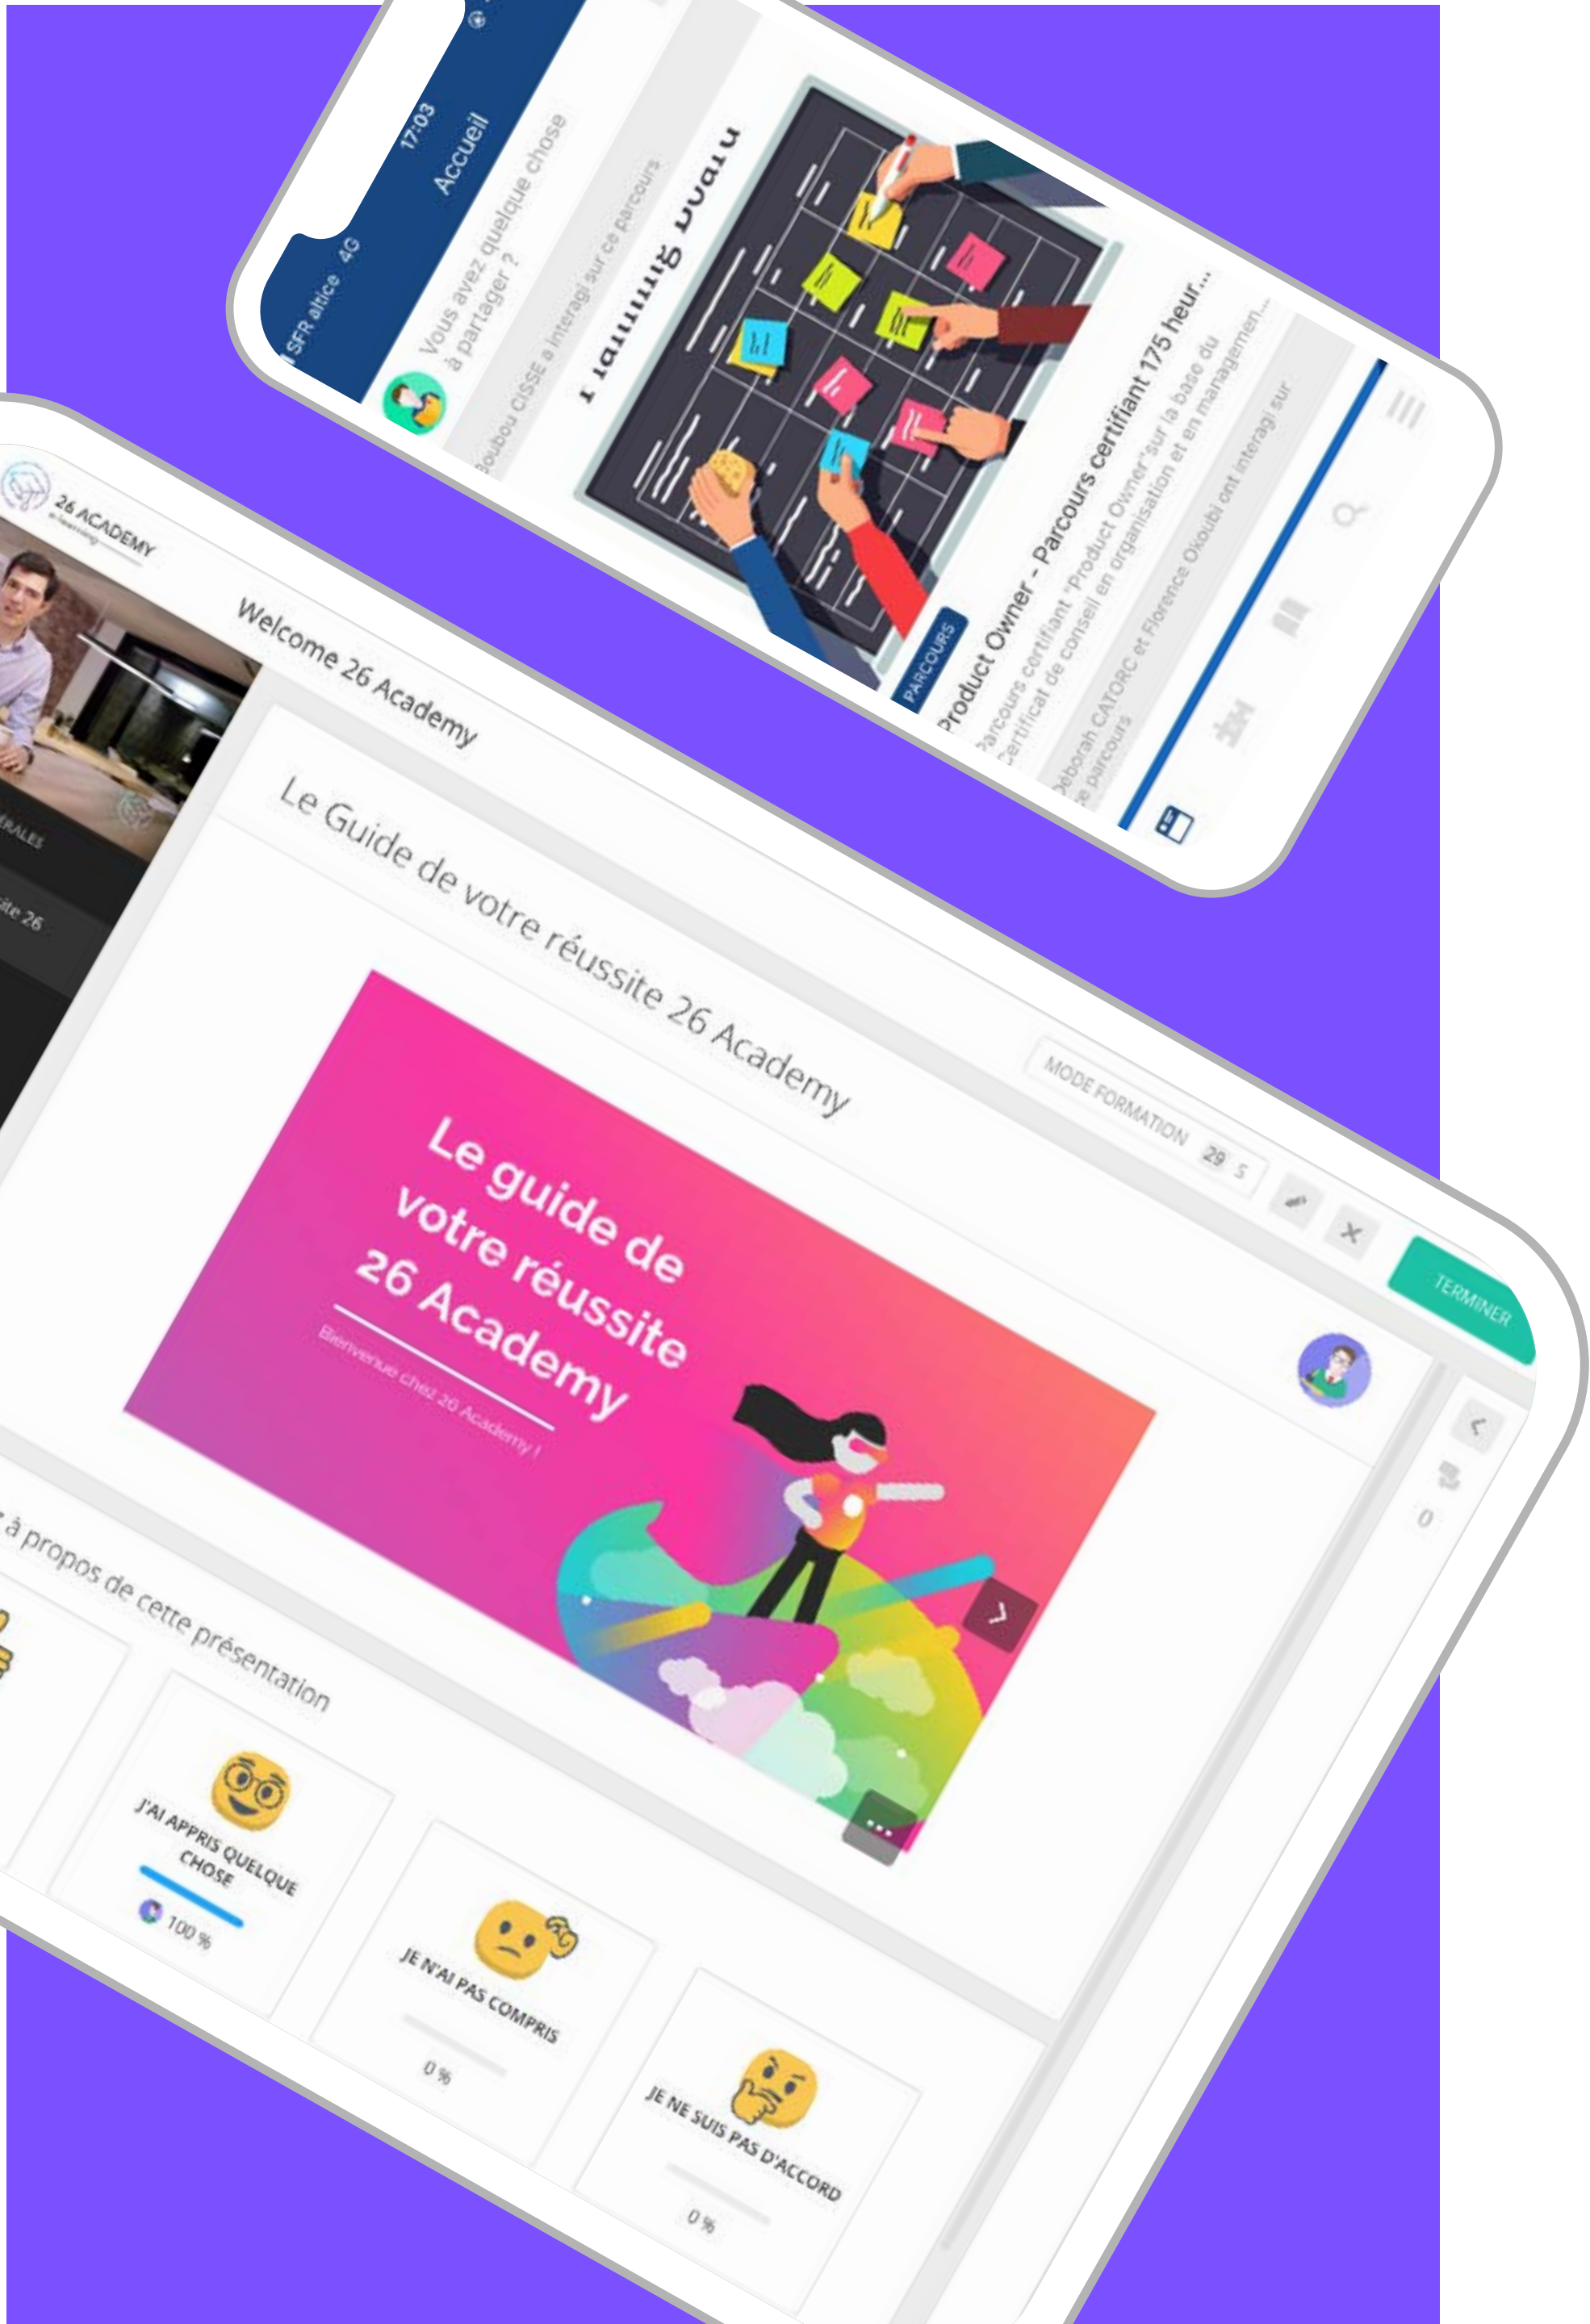 SFR altice 4G
17:03
Accueil
Vous avez quelque chose
à partager ?
Boubou CISSE a interagi sur ce parcours
PARCOURS
Product Owner - Parcours certifiant 175 heur...
Parcours certifiant "Product Owner" sur la base du
Certificat de conseil en organisation et en managemen...
Déborah CATORC et Florence Okoubi ont interagi sur
ce parcours
26 ACADEMY
e-learning
Welcome 26 Academy
MODE FORMATION 29 S
TERMINER
ite 26
Le Guide de votre réussite 26 Academy
0
Le guide de
votre réussite
26 Academy
Bienvenue chez 26 Academy !
à propos de cette présentation
J'AI APPRIS QUELQUE
CHOSE
100 %
JE N'AI PAS COMPRIS
0 %
JE NE SUIS PAS D'ACCORD
0 %